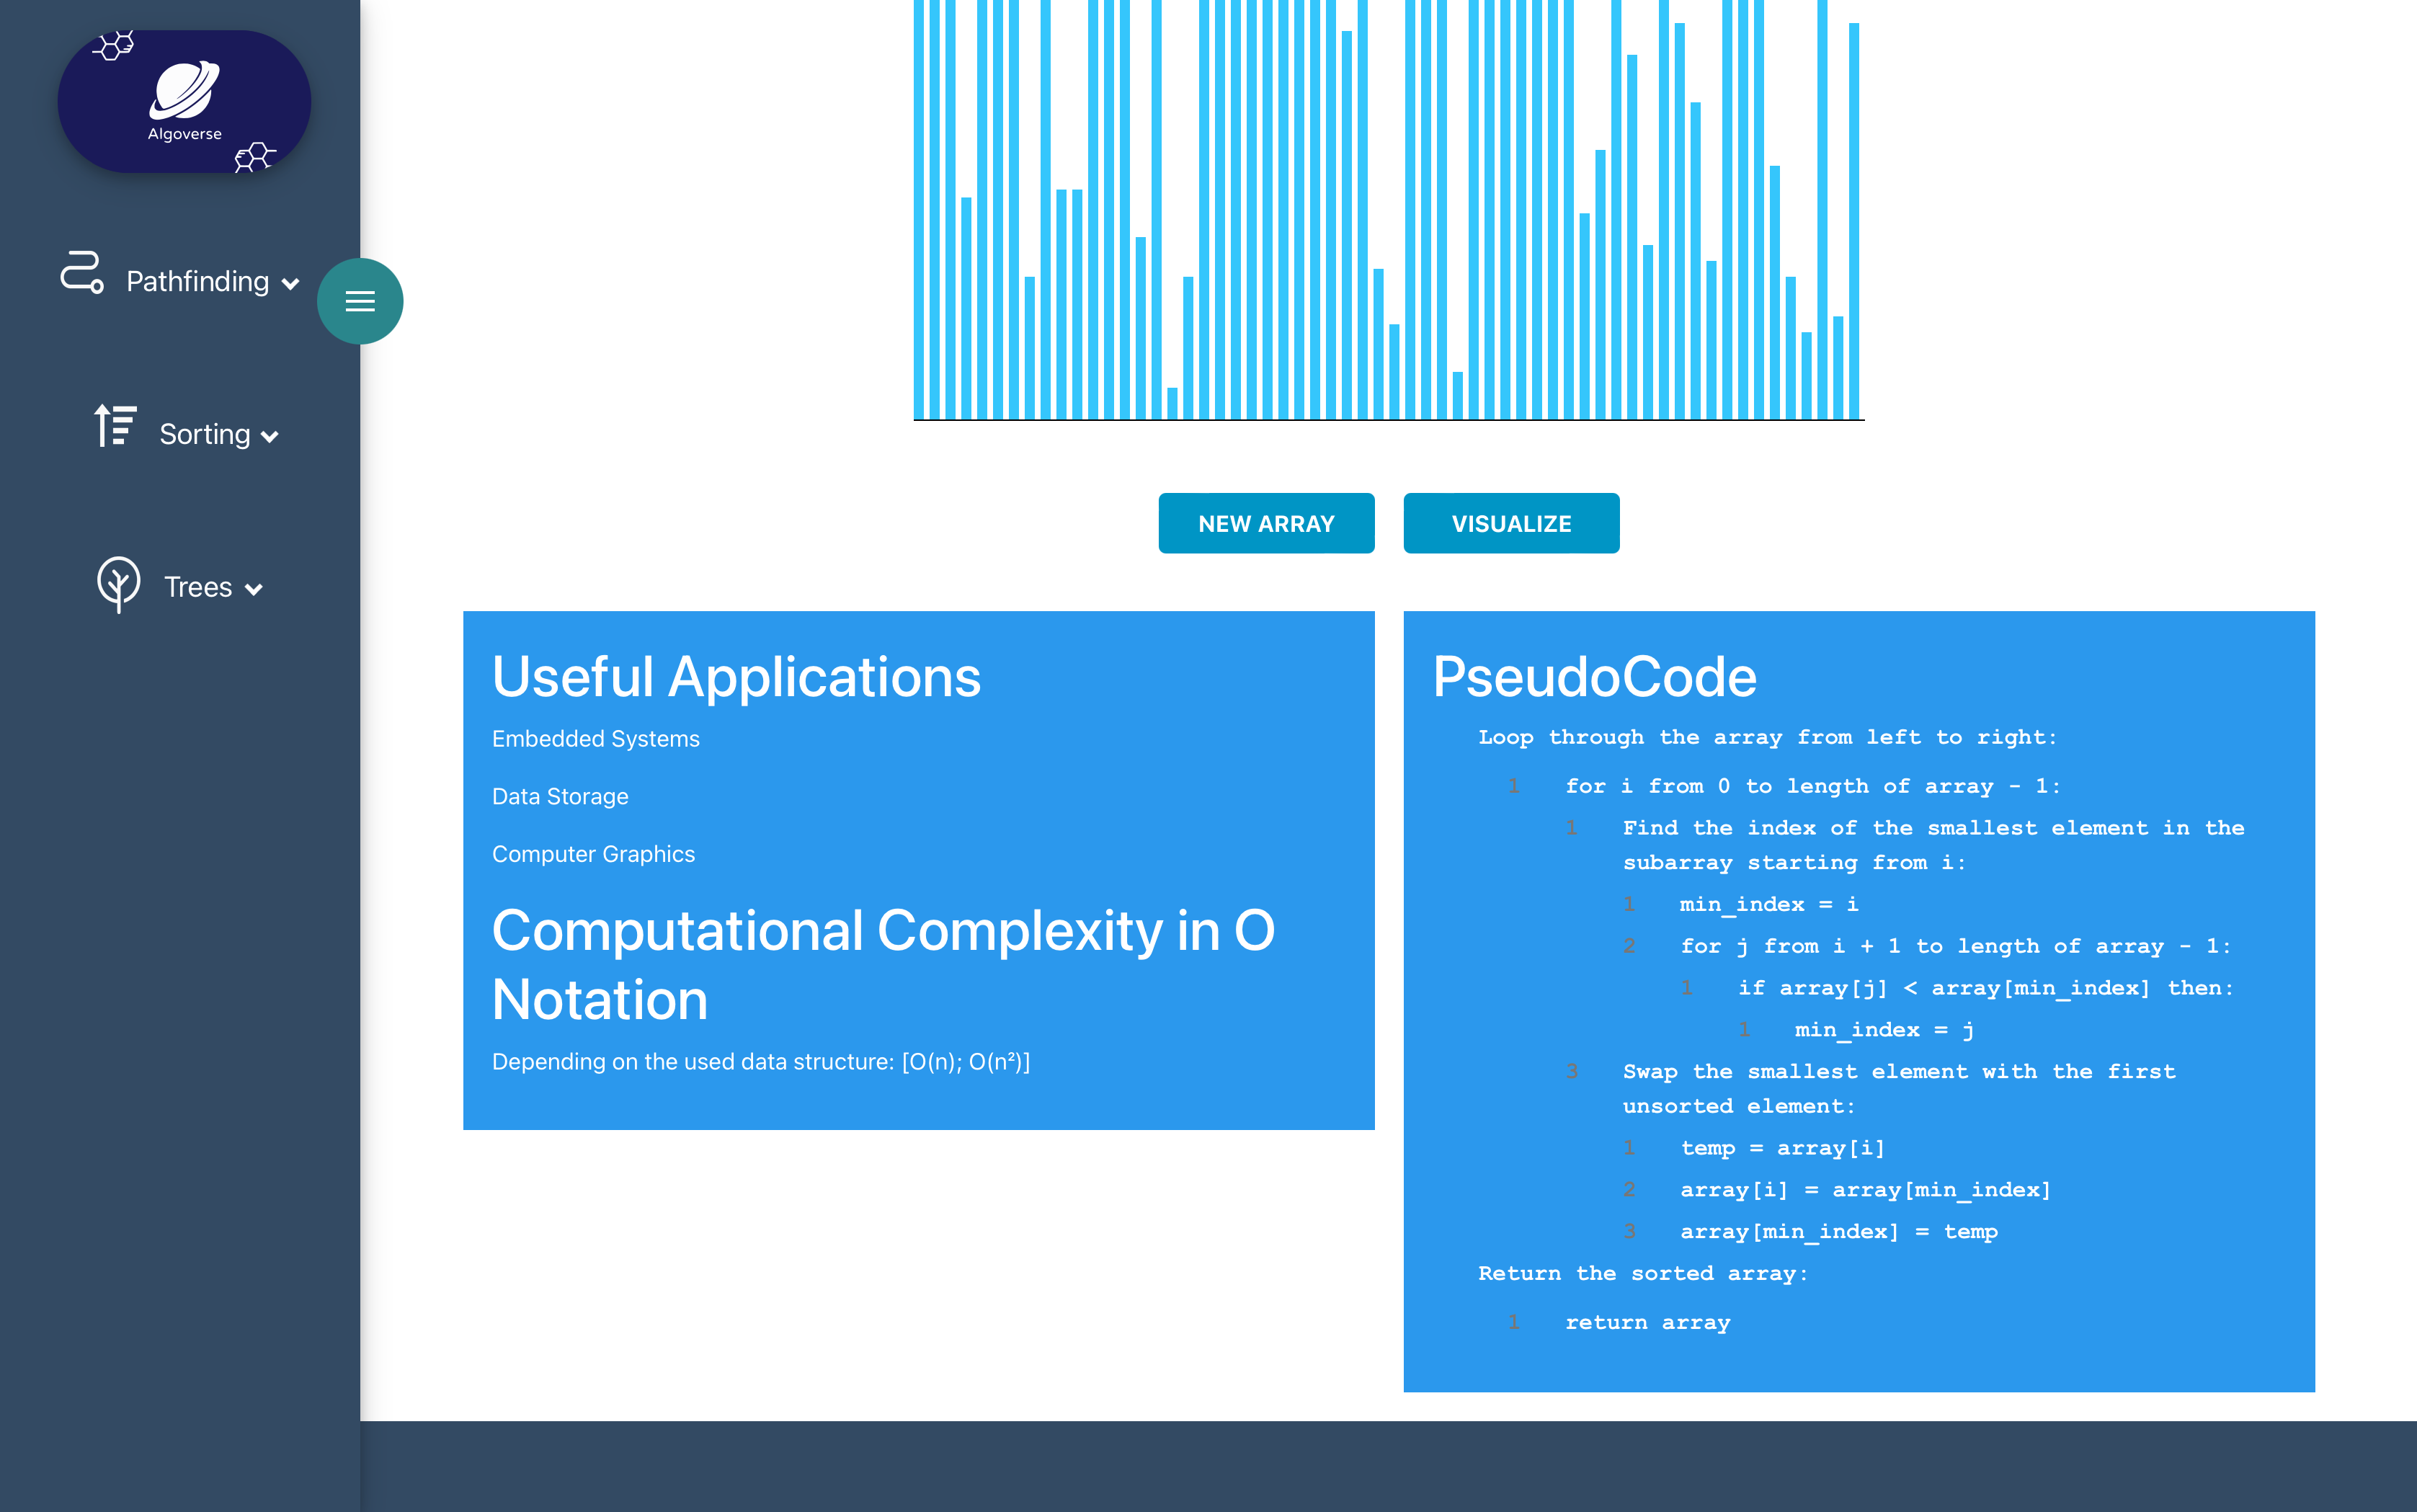 Algoverse
Pathfinding
Sorting
Trees
NEW ARRAY
VISUALIZE
Useful Applications
Embedded Systems
Data Storage
Computer Graphics
Computational Complexity in O
Notation
Depending on the used data structure: [O(n); O(n²)]
PseudoCode
Loop through the array from left to right:
1 for i from 0 to length of array - 1:
1 Find the index of the smallest element in the
subarray starting from i:
1 min_index = i
2 for j from i + 1 to length of array - 1:
1 if array[j] < array[min_index] then:
1 min_index = j
3 Swap the smallest element with the first
unsorted element:
1 temp = array[i]
2 array[i] = array[min_index]
3 array[min_index] = temp
Return the sorted array:
1 return array